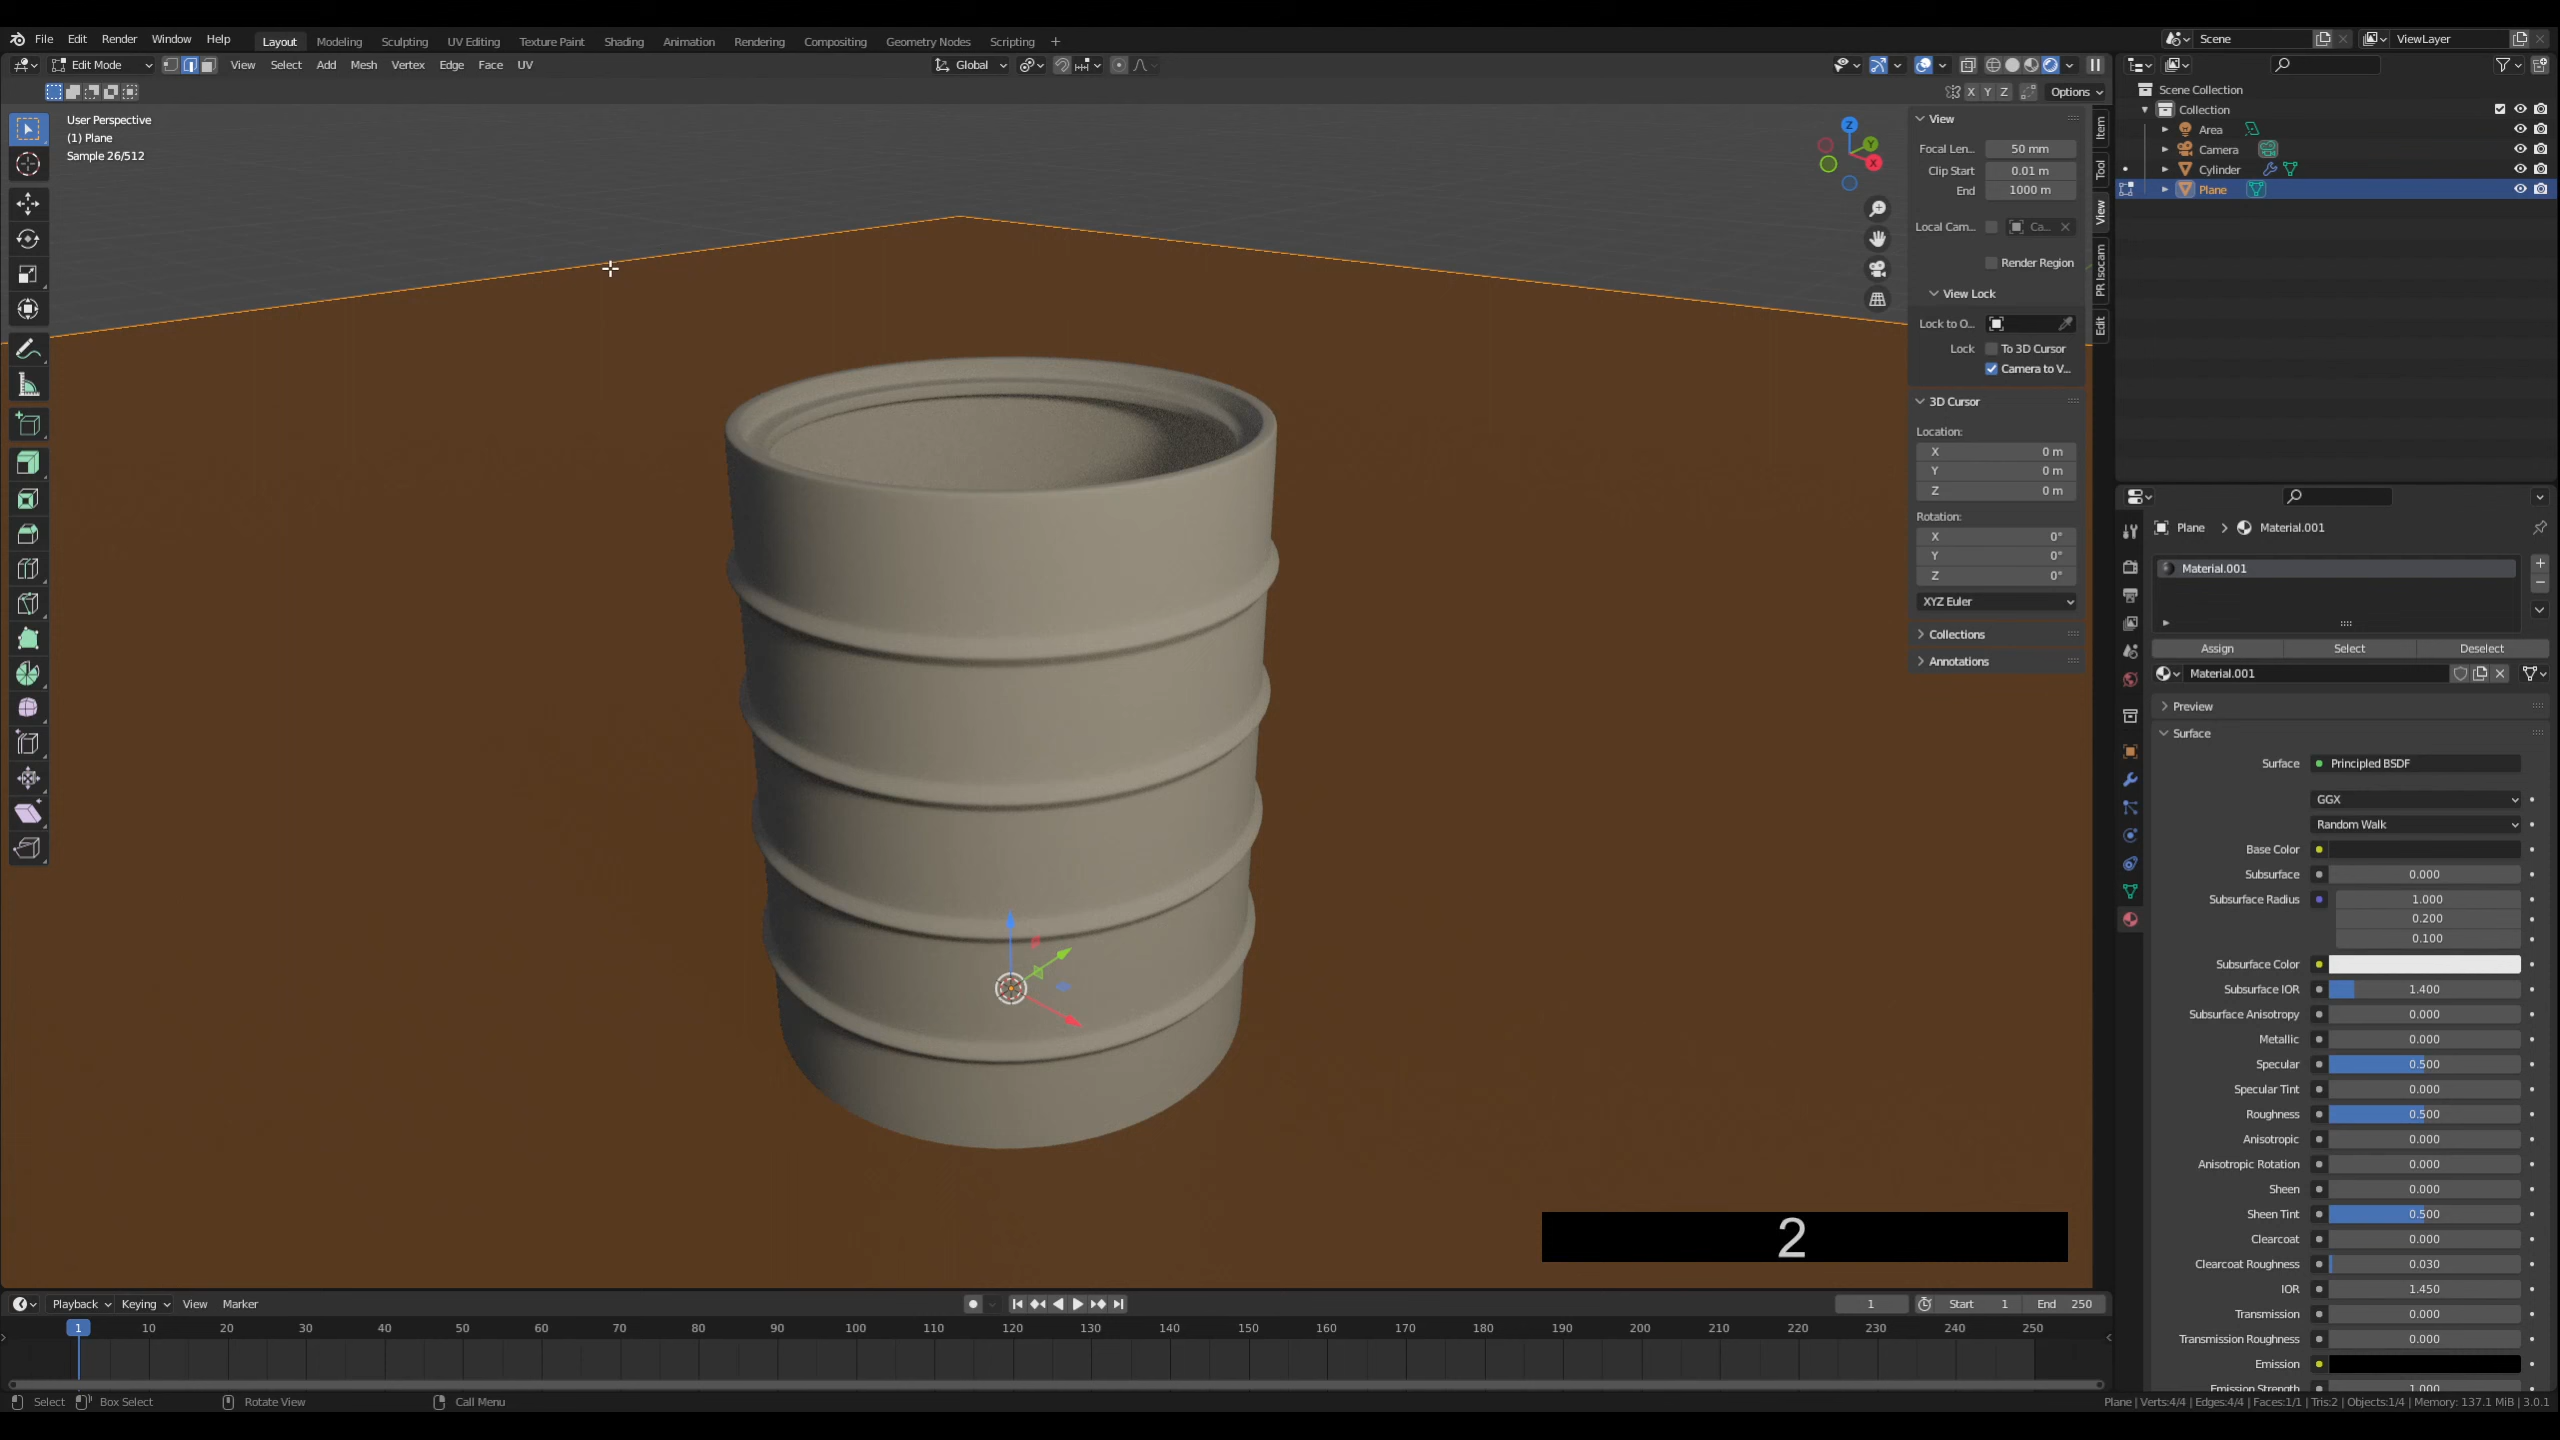 File Edit Render Window Help Layout Modeling Sculpting UV Editing Texture Paint Shading Animation Rendering Compositing Geometry Nodes Scripting + Scene ViewLayer
Edit Mode View Select Add Mesh Vertex Edge Face UV Global
X Y Z Options
User Perspective
(1) Plane
Sample 26/512
Z
Y
X
View
Focal Len... 50 mm
Clip Start 0.01 m
End 1000 m
Local Cam... Ca...
Render Region
View Lock
Lock to O...
Lock To 3D Cursor
Camera to V...
3D Cursor
Location:
X 0 m
Y 0 m
Z 0 m
Rotation:
X 0°
Y 0°
Z 0°
XYZ Euler
Collections
Annotations
Item
Tool
View
PR Isocam
Edit
Scene Collection
Collection
Area
Camera
Cylinder
Plane
Plane > Material.001
Material.001
Assign Select Deselect
Material.001
Preview
Surface
Surface Principled BSDF
GGX
Random Walk
Base Color
Subsurface 0.000
Subsurface Radius 1.000
0.200
0.100
Subsurface Color
Subsurface IOR 1.400
Subsurface Anisotropy 0.000
Metallic 0.000
Specular 0.500
Specular Tint 0.000
Roughness 0.500
Anisotropic 0.000
Anisotropic Rotation 0.000
Sheen 0.000
Sheen Tint 0.500
Clearcoat 0.000
Clearcoat Roughness 0.030
IOR 1.450
Transmission 0.000
Transmission Roughness 0.000
Emission
Emission Strength 1.000
2
Playback Keying View Marker 1 Start 1 End 250
1 10 20 30 40 50 60 70 80 90 100 110 120 130 140 150 160 170 180 190 200 210 220 230 240 250
Select Box Select Rotate View Call Menu Plane | Verts:4/4 | Edges:4/4 | Faces:1/1 | Tris:2 | Objects:1/4 | Memory: 137.1 MiB | 3.0.1